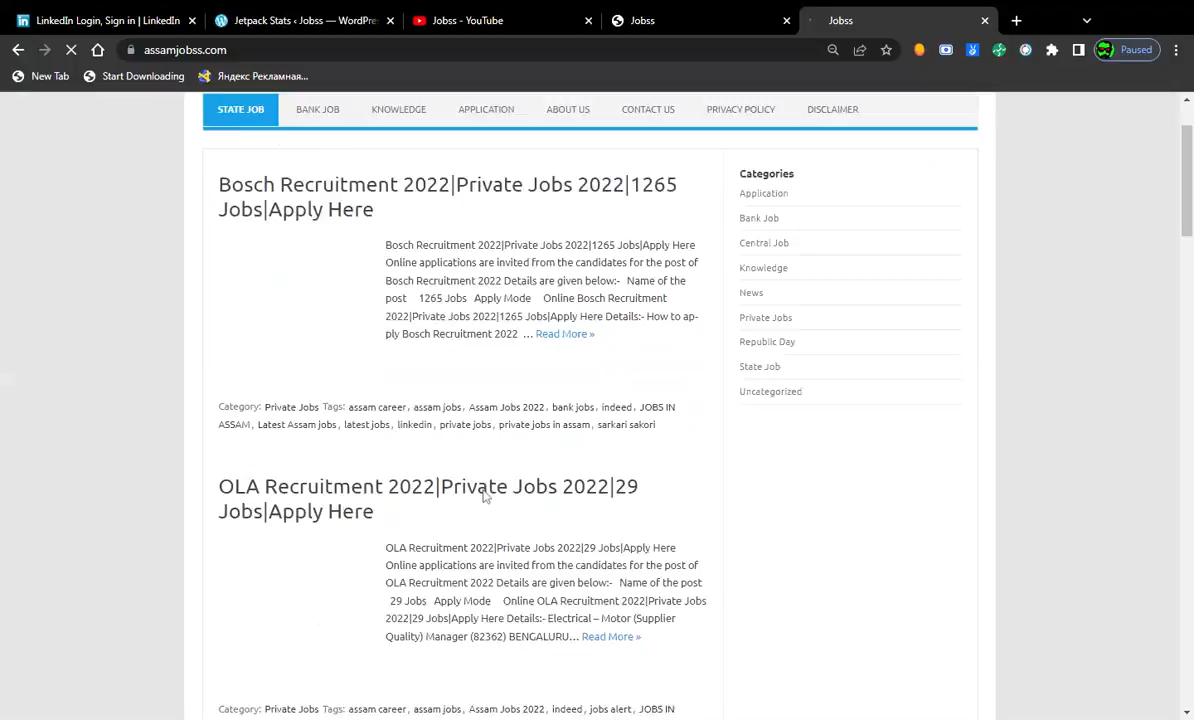 LinkedIn Login, Sign in | LinkedIn
Jetpack Stats ‹ Jobss — WordPre
Jobss - YouTube
Jobss
Jobss
assamjobss.com
Paused
New Tab
Start Downloading
Яндекс Рекламная...
STATE JOB
BANK JOB
KNOWLEDGE
APPLICATION
ABOUT US
CONTACT US
PRIVACY POLICY
DISCLAIMER
Bosch Recruitment 2022|Private Jobs 2022|1265
Jobs|Apply Here
Bosch Recruitment 2022|Private Jobs 2022|1265 Jobs|Apply Here
Online applications are invited from the candidates for the post of
Bosch Recruitment 2022 Details are given below:- Name of the
post 1265 Jobs Apply Mode Online Bosch Recruitment
2022|Private Jobs 2022|1265 Jobs|Apply Here Details:- How to ap-
ply Bosch Recruitment 2022 … Read More »
Category: Private Jobs Tags: assam career, assam jobs, Assam Jobs 2022, bank jobs, indeed, JOBS IN
ASSAM, Latest Assam jobs, latest jobs, linkedin, private jobs, private jobs in assam, sarkari sakori
OLA Recruitment 2022|Private Jobs 2022|29
Jobs|Apply Here
OLA Recruitment 2022|Private Jobs 2022|29 Jobs|Apply Here
Online applications are invited from the candidates for the post of
OLA Recruitment 2022 Details are given below:- Name of the post
29 Jobs Apply Mode Online OLA Recruitment 2022|Private Jobs
2022|29 Jobs|Apply Here Details:- Electrical – Motor (Supplier
Quality) Manager (82362) BENGALURU… Read More »
Category: Private Jobs Tags: assam career, assam jobs, Assam Jobs 2022, indeed, jobs alert, JOBS IN
Categories
Application
Bank Job
Central Job
Knowledge
News
Private Jobs
Republic Day
State Job
Uncategorized